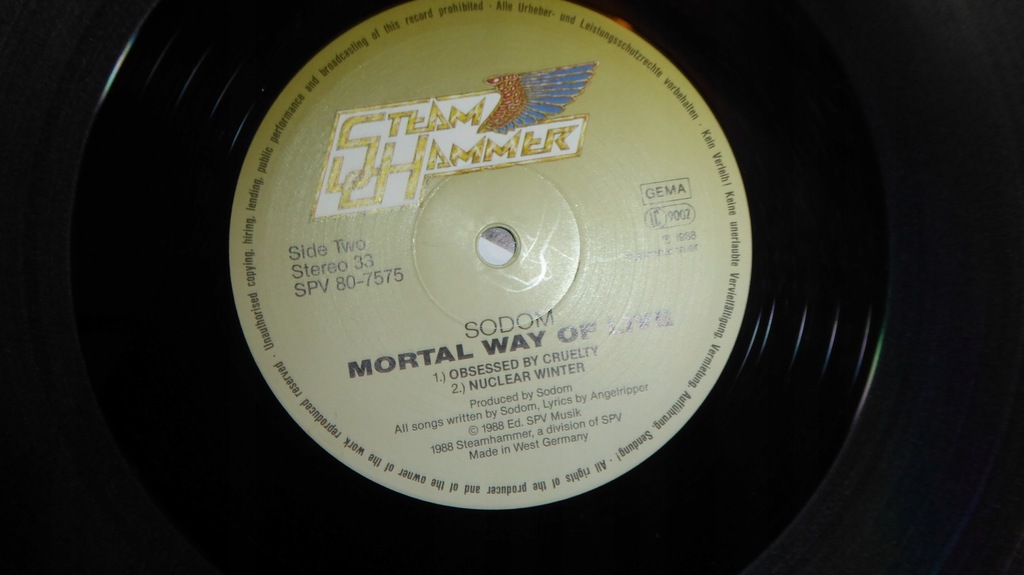 STEAM
HAMMER
GEMA
LC 9002
℗ 1988
Side Two
Stereo 33
SPV 80-7575
SODOM
MORTAL WAY OF LIVE
1.) OBSESSED BY CRUELTY
2.) NUCLEAR WINTER
Produced by Sodom
All songs written by Sodom, Lyrics by Angelripper
© 1988 Ed. SPV Musik
1988 Steamhammer, a division of SPV
Made in West Germany
· Alle Urheber- und Leistungsschutzrechte vorbehalten · Kein Verleih! Keine unerlaubte Vervielfältigung, Vermietung, Aufführung, Sendung! · All rights of the producer and of the owner of the work reproduced reserved · Unauthorised copying, hiring, lending, public performance and broadcasting of this record prohibited